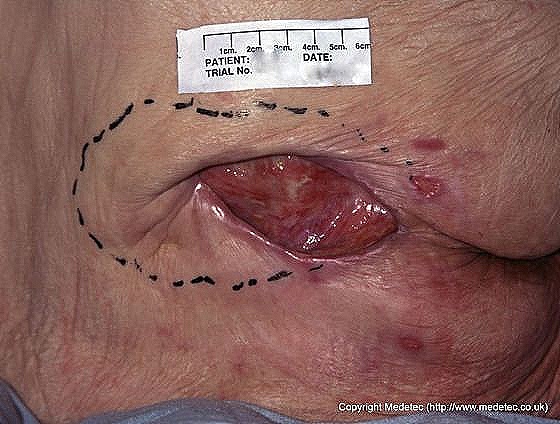 1cm. 2cm. 3cm. 4cm. 5cm. 6cm
PATIENT: DATE:
TRIAL No.
Copyright Medetec (http://www.medetec.co.uk)